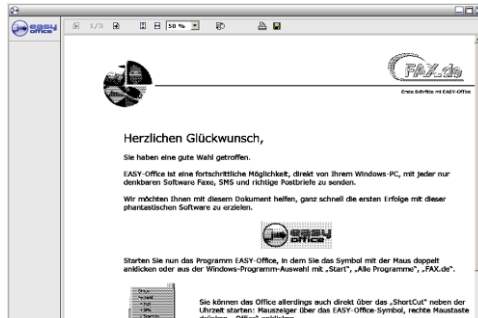 easy
office
1/3
50 %
FAX.de
Erste Schritte mit EASY-Office
Herzlichen Glückwunsch,
Sie haben eine gute Wahl getroffen.
EASY-Office ist eine fortschrittliche Möglichkeit, direkt von Ihrem Windows-PC, mit jeder nur
denkbaren Software Faxe, SMS und richtige Postbriefe zu senden.
Wir möchten Ihnen mit diesem Dokument helfen, ganz schnell die ersten Erfolge mit dieser
phantastischen Software zu erzielen.
easy
office
Starten Sie nun das Programm EASY-Office, in dem Sie das Symbol mit der Maus doppelt
anklicken oder aus der Windows-Programm-Auswahl mit „Start“, „Alle Programme“, „FAX.de“.
Office
Sie können das Office allerdings auch direkt über das „ShortCut“ neben der
Uhrzeit starten: Mauszeiger über das EASY-Office-Symbol, rechte Maustaste